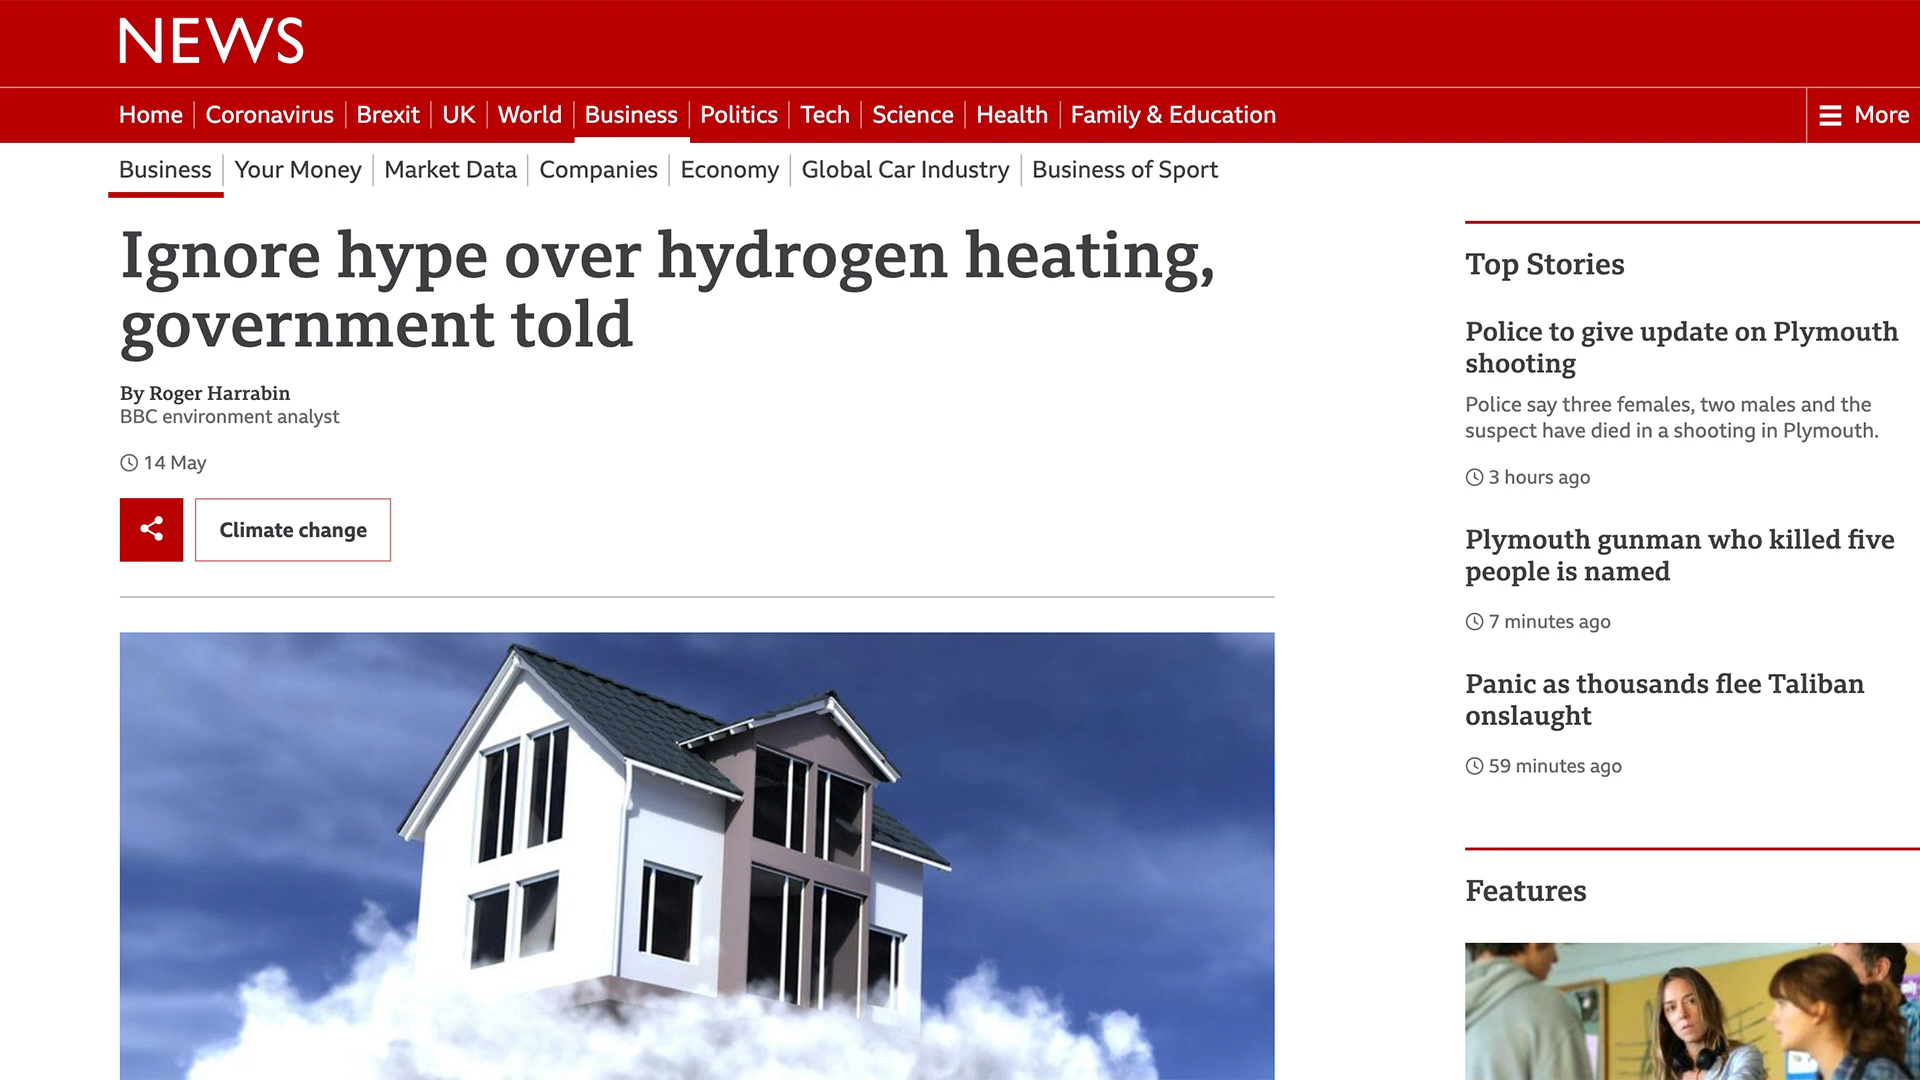 NEWS
Home
Coronavirus
Brexit
UK
World
Business
Politics
Tech
Science
Health
Family & Education
More
Business
Your Money
Market Data
Companies
Economy
Global Car Industry
Business of Sport
Ignore hype over hydrogen heating,
government told
By Roger Harrabin
BBC environment analyst
14 May
Climate change
Top Stories
Police to give update on Plymouth
shooting
Police say three females, two males and the
suspect have died in a shooting in Plymouth.
3 hours ago
Plymouth gunman who killed five
people is named
7 minutes ago
Panic as thousands flee Taliban
onslaught
59 minutes ago
Features